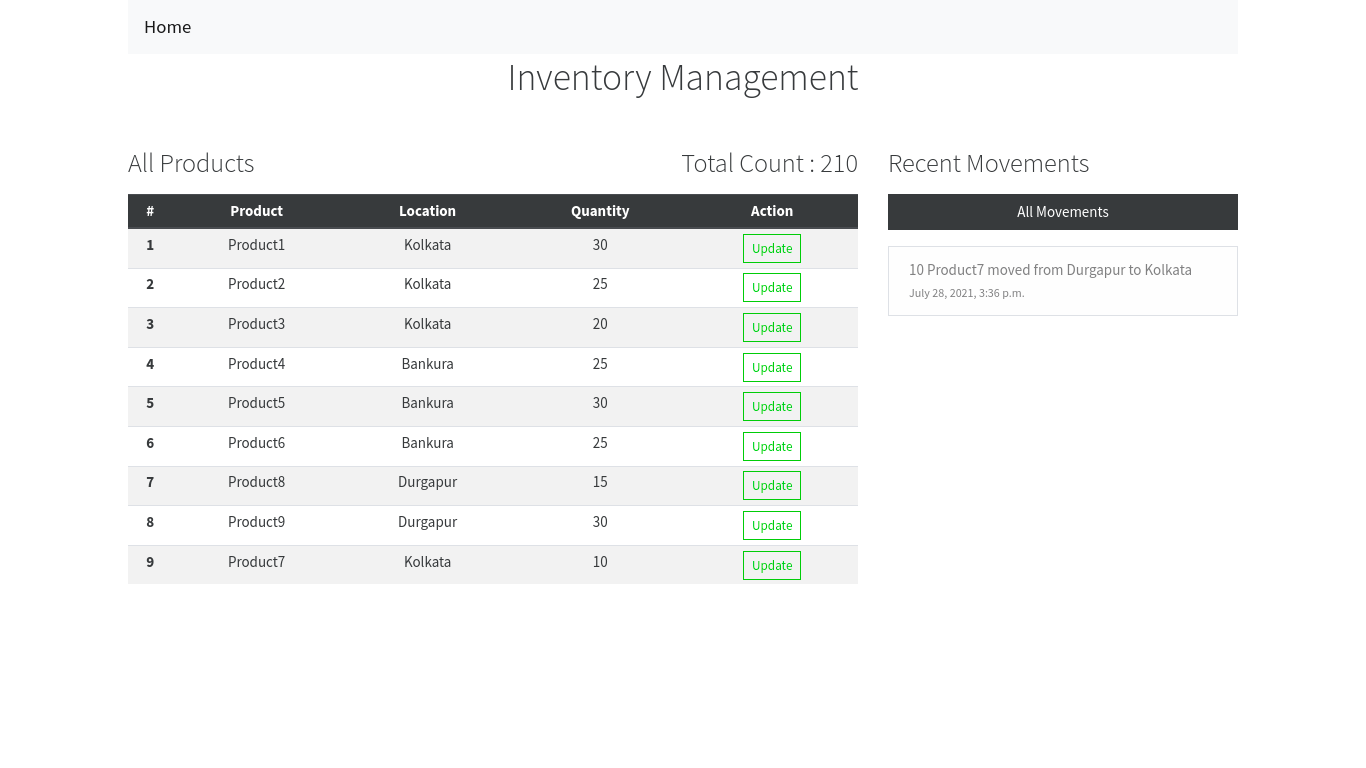 Home
Inventory Management
All Products
Total Count : 210
# Product Location Quantity Action
1 Product1 Kolkata 30 Update
2 Product2 Kolkata 25 Update
3 Product3 Kolkata 20 Update
4 Product4 Bankura 25 Update
5 Product5 Bankura 30 Update
6 Product6 Bankura 25 Update
7 Product8 Durgapur 15 Update
8 Product9 Durgapur 30 Update
9 Product7 Kolkata 10 Update
Recent Movements
All Movements
10 Product7 moved from Durgapur to Kolkata
July 28, 2021, 3:36 p.m.